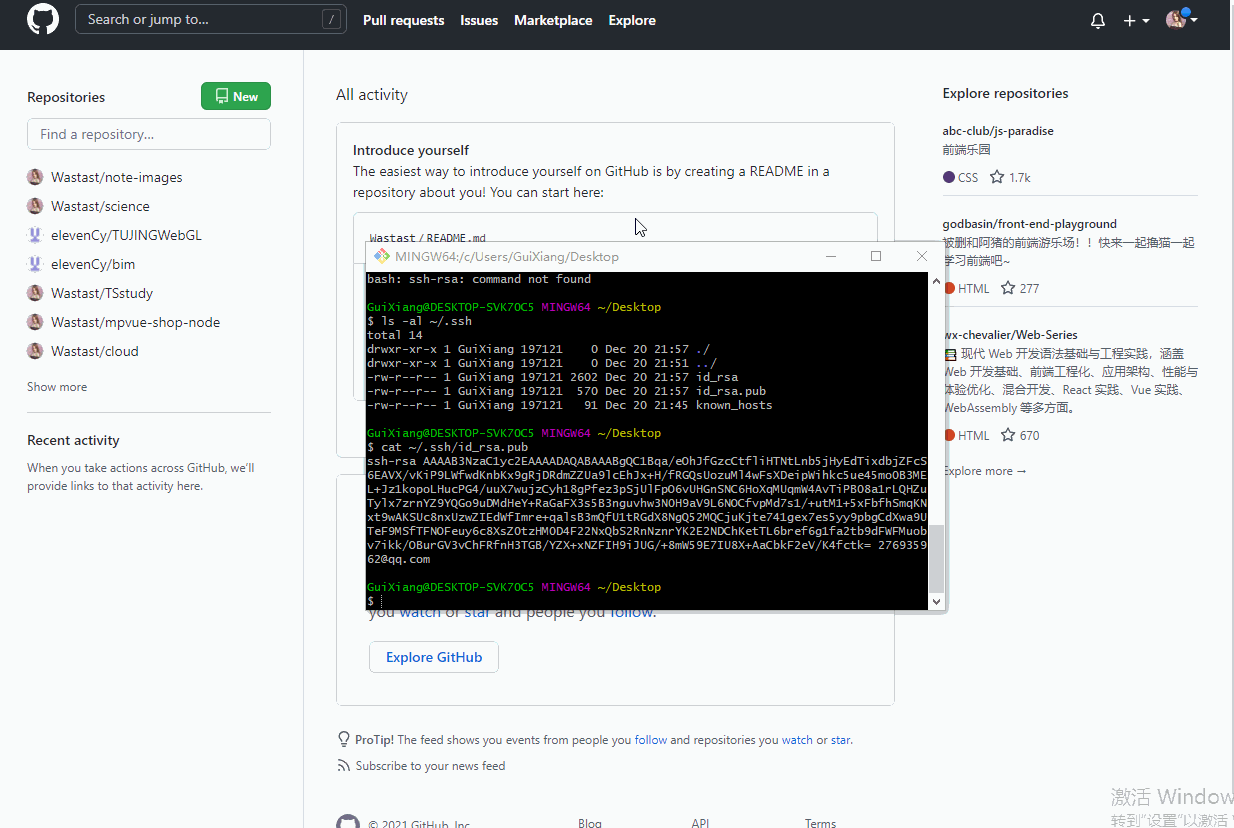 Search or jump to... /
Pull requests Issues Marketplace Explore
Repositories
New
Find a repository...
Wastast/note-images
Wastast/science
elevenCy/TUJINGWebGL
elevenCy/bim
Wastast/TSstudy
Wastast/mpvue-shop-node
Wastast/cloud
Show more
Recent activity
When you take actions across GitHub, we'll
provide links to that activity here.
All activity
Introduce yourself
The easiest way to introduce yourself on GitHub is by creating a README in a
repository about you! You can start here:
Wastast / README.md
MINGW64:/c/Users/GuiXiang/Desktop
bash: ssh-rsa: command not found
GuiXiang@DESKTOP-SVK7OC5 MINGW64 ~/Desktop
$ ls -al ~/.ssh
total 14
drwxr-xr-x 1 GuiXiang 197121 0 Dec 20 21:57 ./
drwxr-xr-x 1 GuiXiang 197121 0 Dec 20 21:51 ../
-rw-r--r-- 1 GuiXiang 197121 2602 Dec 20 21:57 id_rsa
-rw-r--r-- 1 GuiXiang 197121 570 Dec 20 21:57 id_rsa.pub
-rw-r--r-- 1 GuiXiang 197121 91 Dec 20 21:45 known_hosts
GuiXiang@DESKTOP-SVK7OC5 MINGW64 ~/Desktop
$ cat ~/.ssh/id_rsa.pub
ssh-rsa AAAAB3NzaC1yc2EAAAADAQABAAABgQC1Bqa/eOhJfGzcCtfliHTNtLnb5jHyEdTixdbjZFcS
6EAVX/vKiP9LWfwdKnbKx9gRjDRdmZZUa9lcEhJx+H/fRGQsUozuMl4wFsXDeipWihkc5ue45moOB3ME
L+Jz1kopoLHucPG4/uuX7wujzCyh18gPfez3pSjUlFpO6vUHGnSNC6HoXqMUqmW4AvTiPBO8a1rLQHZu
Tylx7zrnYZ9YQGo9uDMdHeY+RaGaFX3s5B3nguvhw3NOH9aV9L6NOCfvpMd7s1/+utM1+5xFbfhSmqKN
xt9wAKSUc8nxUzwZIEdWfImre+qalsB3mQfU1tRGdX8NgQ52MQCjuKjte741gex7es5yy9pbgCdXwa9U
TeF9MSfTFNOFeuy6c8XsZOtzHMOD4F22NxQbS2RnNznrYK2E2NDChKetTL6bref6g1fa2tb9dFWFMuob
v7ikk/OBurGV3vChFRfnH3TGB/YZX+xNZFIH9iJUG/+8mW59E7IU8X+AaCbkF2eV/K4fctk= 2769359
62@qq.com
GuiXiang@DESKTOP-SVK7OC5 MINGW64 ~/Desktop
$
you watch or star and people you follow.
Explore GitHub
ProTip! The feed shows you events from people you follow and repositories you watch or star.
Subscribe to your news feed
© 2021 GitHub, Inc. Blog API Terms
Explore repositories
abc-club/js-paradise
前端乐园
CSS 1.7k
godbasin/front-end-playground
被删和阿猪的前端游乐场！！快来一起撸猫一起
学习前端吧~
HTML 277
wx-chevalier/Web-Series
现代 Web 开发语法基础与工程实践，涵盖
Web 开发基础、前端工程化、应用架构、性能与
体验优化、混合开发、React 实践、Vue 实践、
WebAssembly 等多方面。
HTML 670
Explore more →
激活 Window
转到"设置"以激活